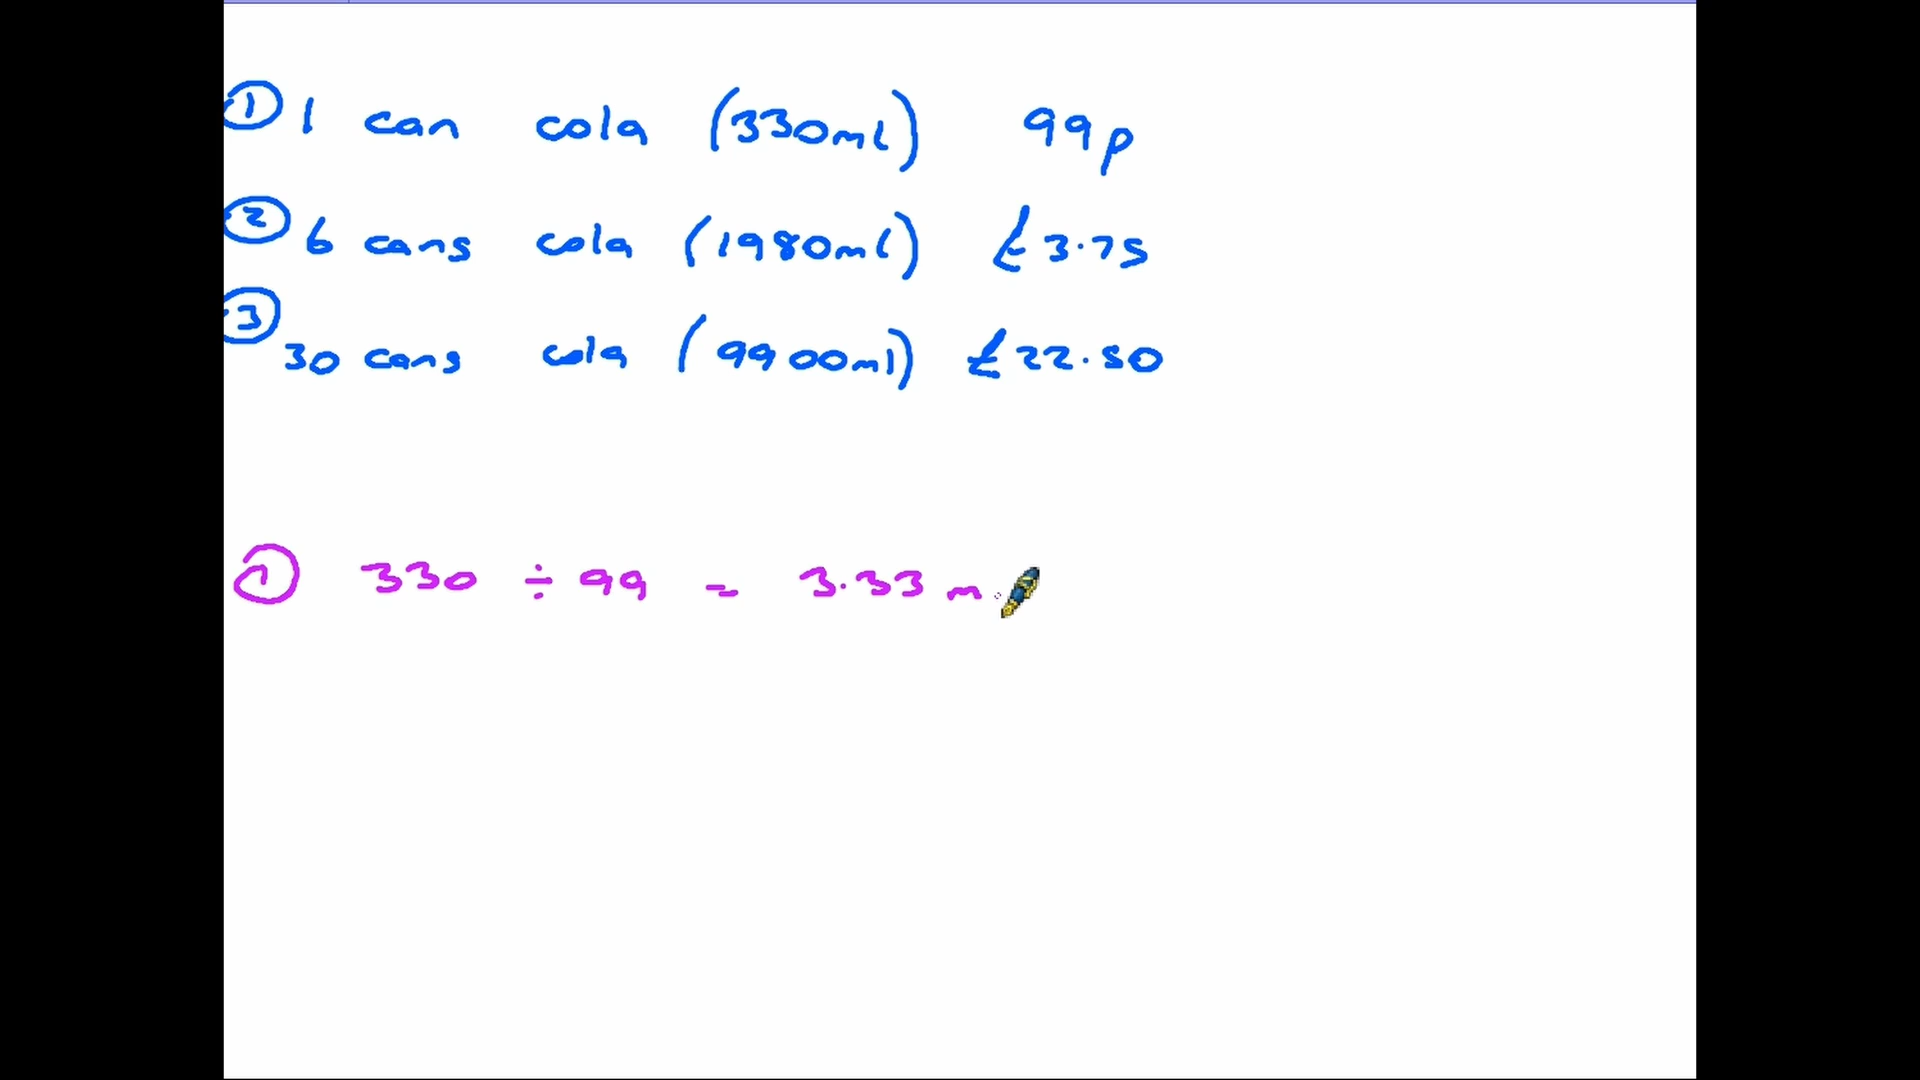 ① 1 can cola (330ml) 99p
② 6 cans cola (1980ml) £3.75
③ 30 cans cola (9900ml) £22.50
① 330 ÷ 99 = 3.33 m